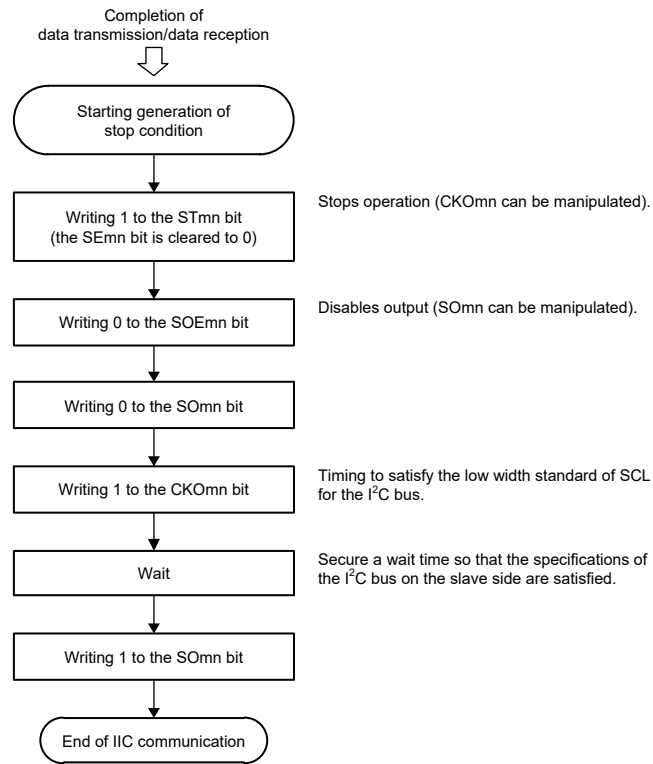 Completion of
data transmission/data reception
Starting generation of
stop condition
Writing 1 to the STmn bit
(the SEmn bit is cleared to 0)
Stops operation (CKOmn can be manipulated).
Writing 0 to the SOEmn bit
Disables output (SOmn can be manipulated).
Writing 0 to the SOmn bit
Writing 1 to the CKOmn bit
Timing to satisfy the low width standard of SCL
for the I²C bus.
Wait
Secure a wait time so that the specifications of
the I²C bus on the slave side are satisfied.
Writing 1 to the SOmn bit
End of IIC communication